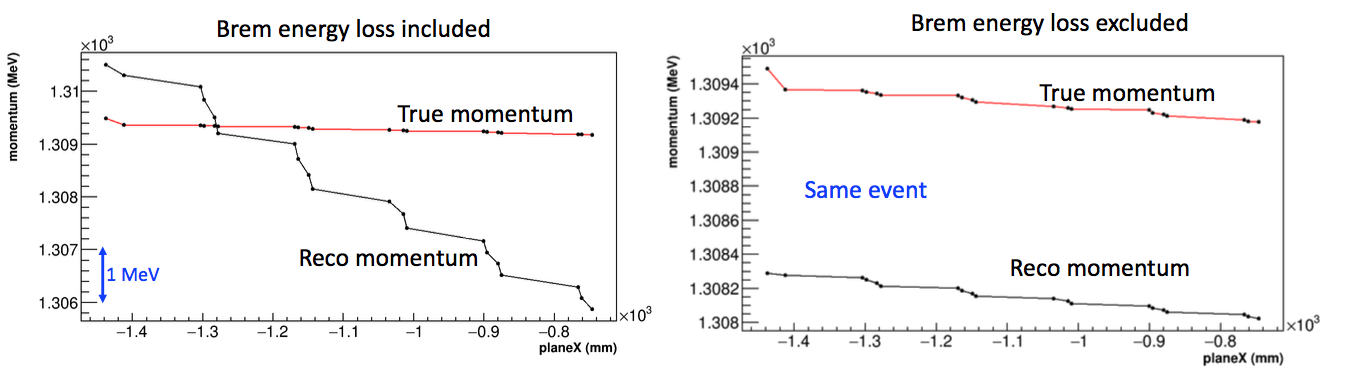 Brem energy loss included
×10³
momentum (MeV)
1.31
1.309
1.308
1.307
1.306
True momentum
Reco momentum
1 MeV
−1.4 −1.3 −1.2 −1.1 −1 −0.9 −0.8
×10³
planeX (mm)
Brem energy loss excluded
×10³
momentum (MeV)
1.3094
1.3092
1.309
1.3088
1.3086
1.3084
1.3082
1.308
True momentum
Same event
Reco momentum
−1.4 −1.3 −1.2 −1.1 −1 −0.9 −0.8
×10³
planeX (mm)